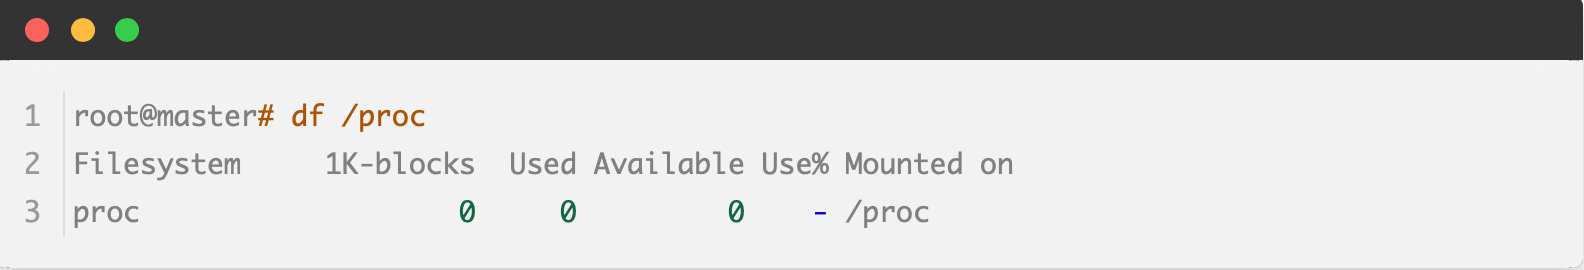 1 root@master# df /proc
2 Filesystem     1K-blocks  Used Available Use% Mounted on
3 proc                   0     0         0    - /proc